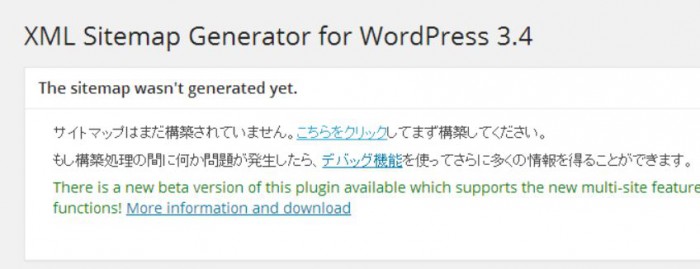 XML Sitemap Generator for WordPress 3.4
The sitemap wasn't generated yet.
サイトマップはまだ構築されていません。こちらをクリックしてまず構築してください。
もし構築処理の間に何か問題が発生したら、デバッグ機能を使ってさらに多くの情報を得ることができます。
There is a new beta version of this plugin available which supports the new multi-site feature
functions! More information and download